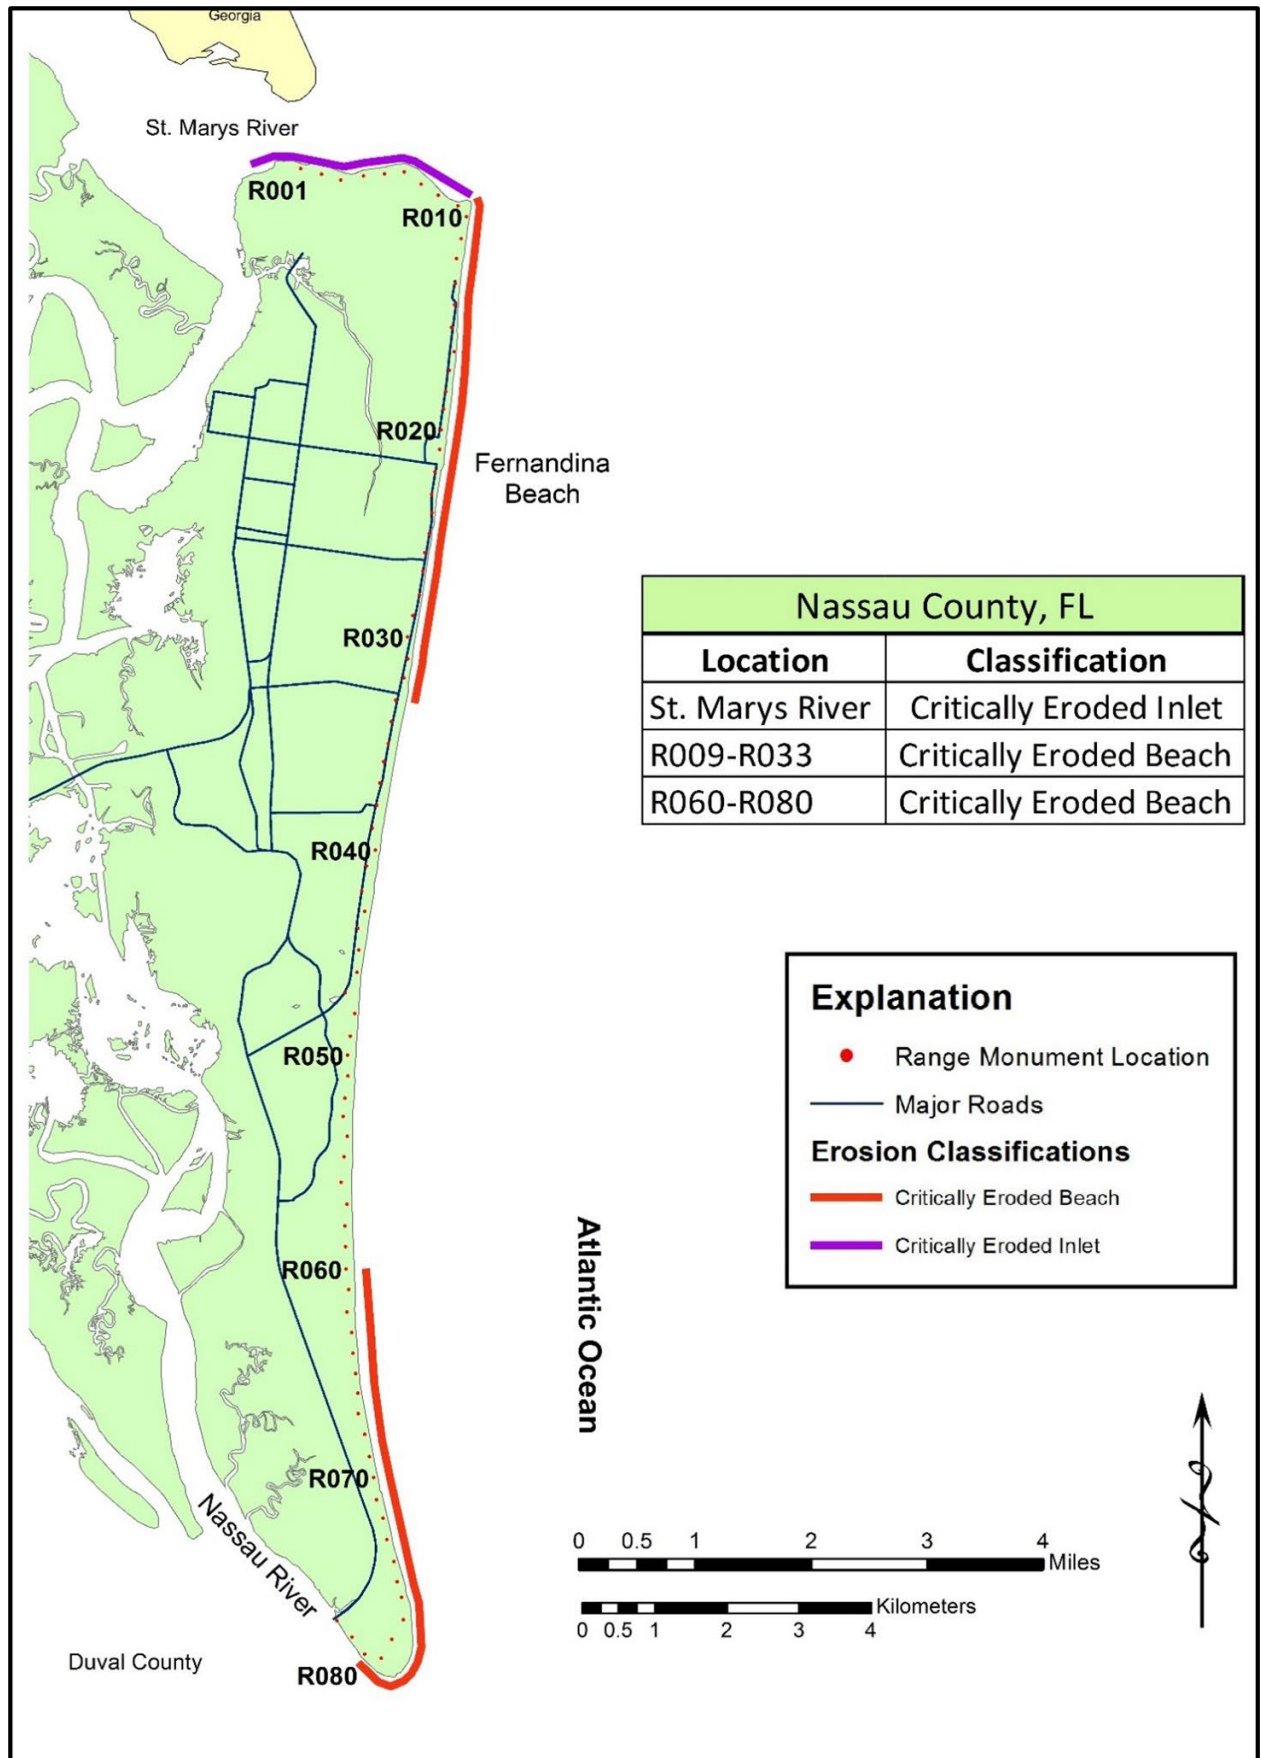 Georgia
St. Marys River
R001
R010
R020
Fernandina
Beach
R030
Nassau County, FL
Location Classification
St. Marys River Critically Eroded Inlet
R009-R033 Critically Eroded Beach
R060-R080 Critically Eroded Beach
R040
Explanation
Range Monument Location
R050
Major Roads
Erosion Classifications
Critically Eroded Beach
Critically Eroded Inlet
Atlantic Ocean
R060
R070
Nassau River
0 0.5 1 2 3 4
Miles
Kilometers
0 0.5 1 2 3 4
Duval County
R080